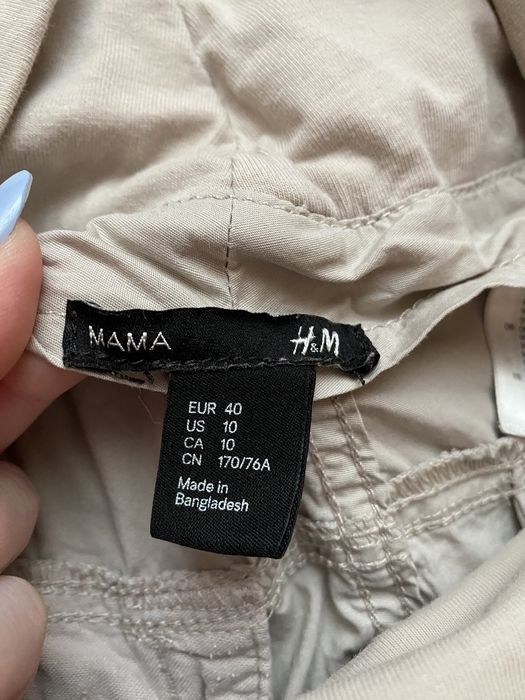 MAMA H&M
EUR 40
US 10
CA 10
CN 170/76A
Made in
Bangladesh